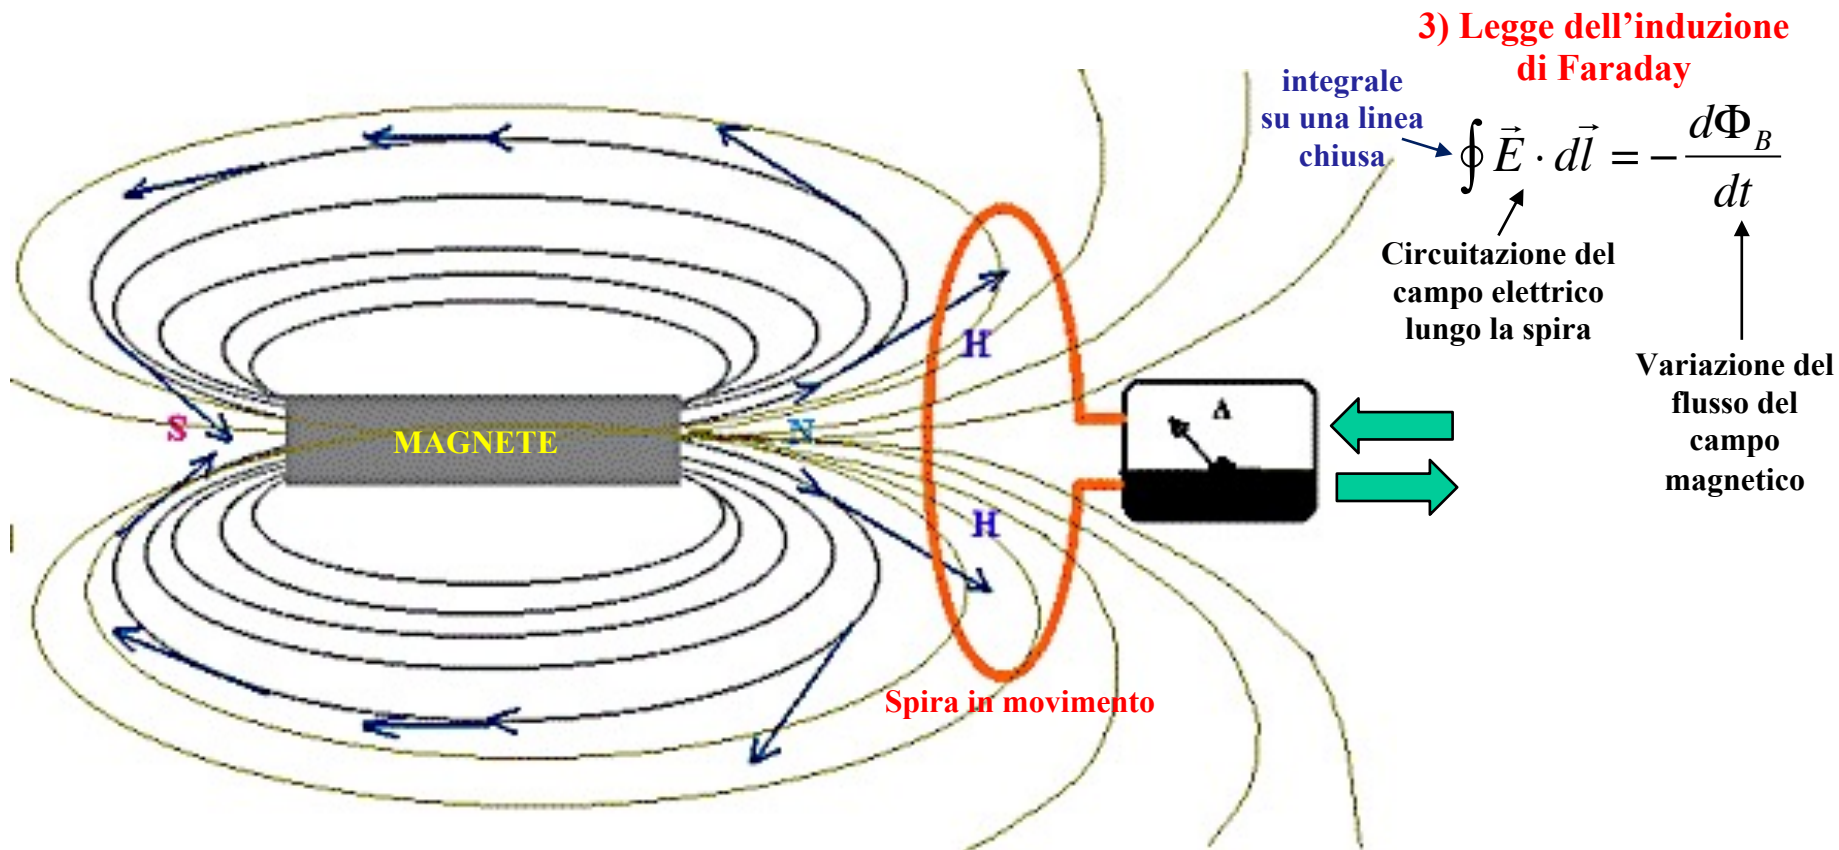 3) Legge dell’induzione
di Faraday
integrale
su una linea
chiusa
∮ E⃗ · dl⃗ = − dΦ_B / dt
Circuitazione del
campo elettrico
lungo la spira
Variazione del
flusso del
campo
magnetico
H
S
MAGNETE
N
A
H
Spira in movimento